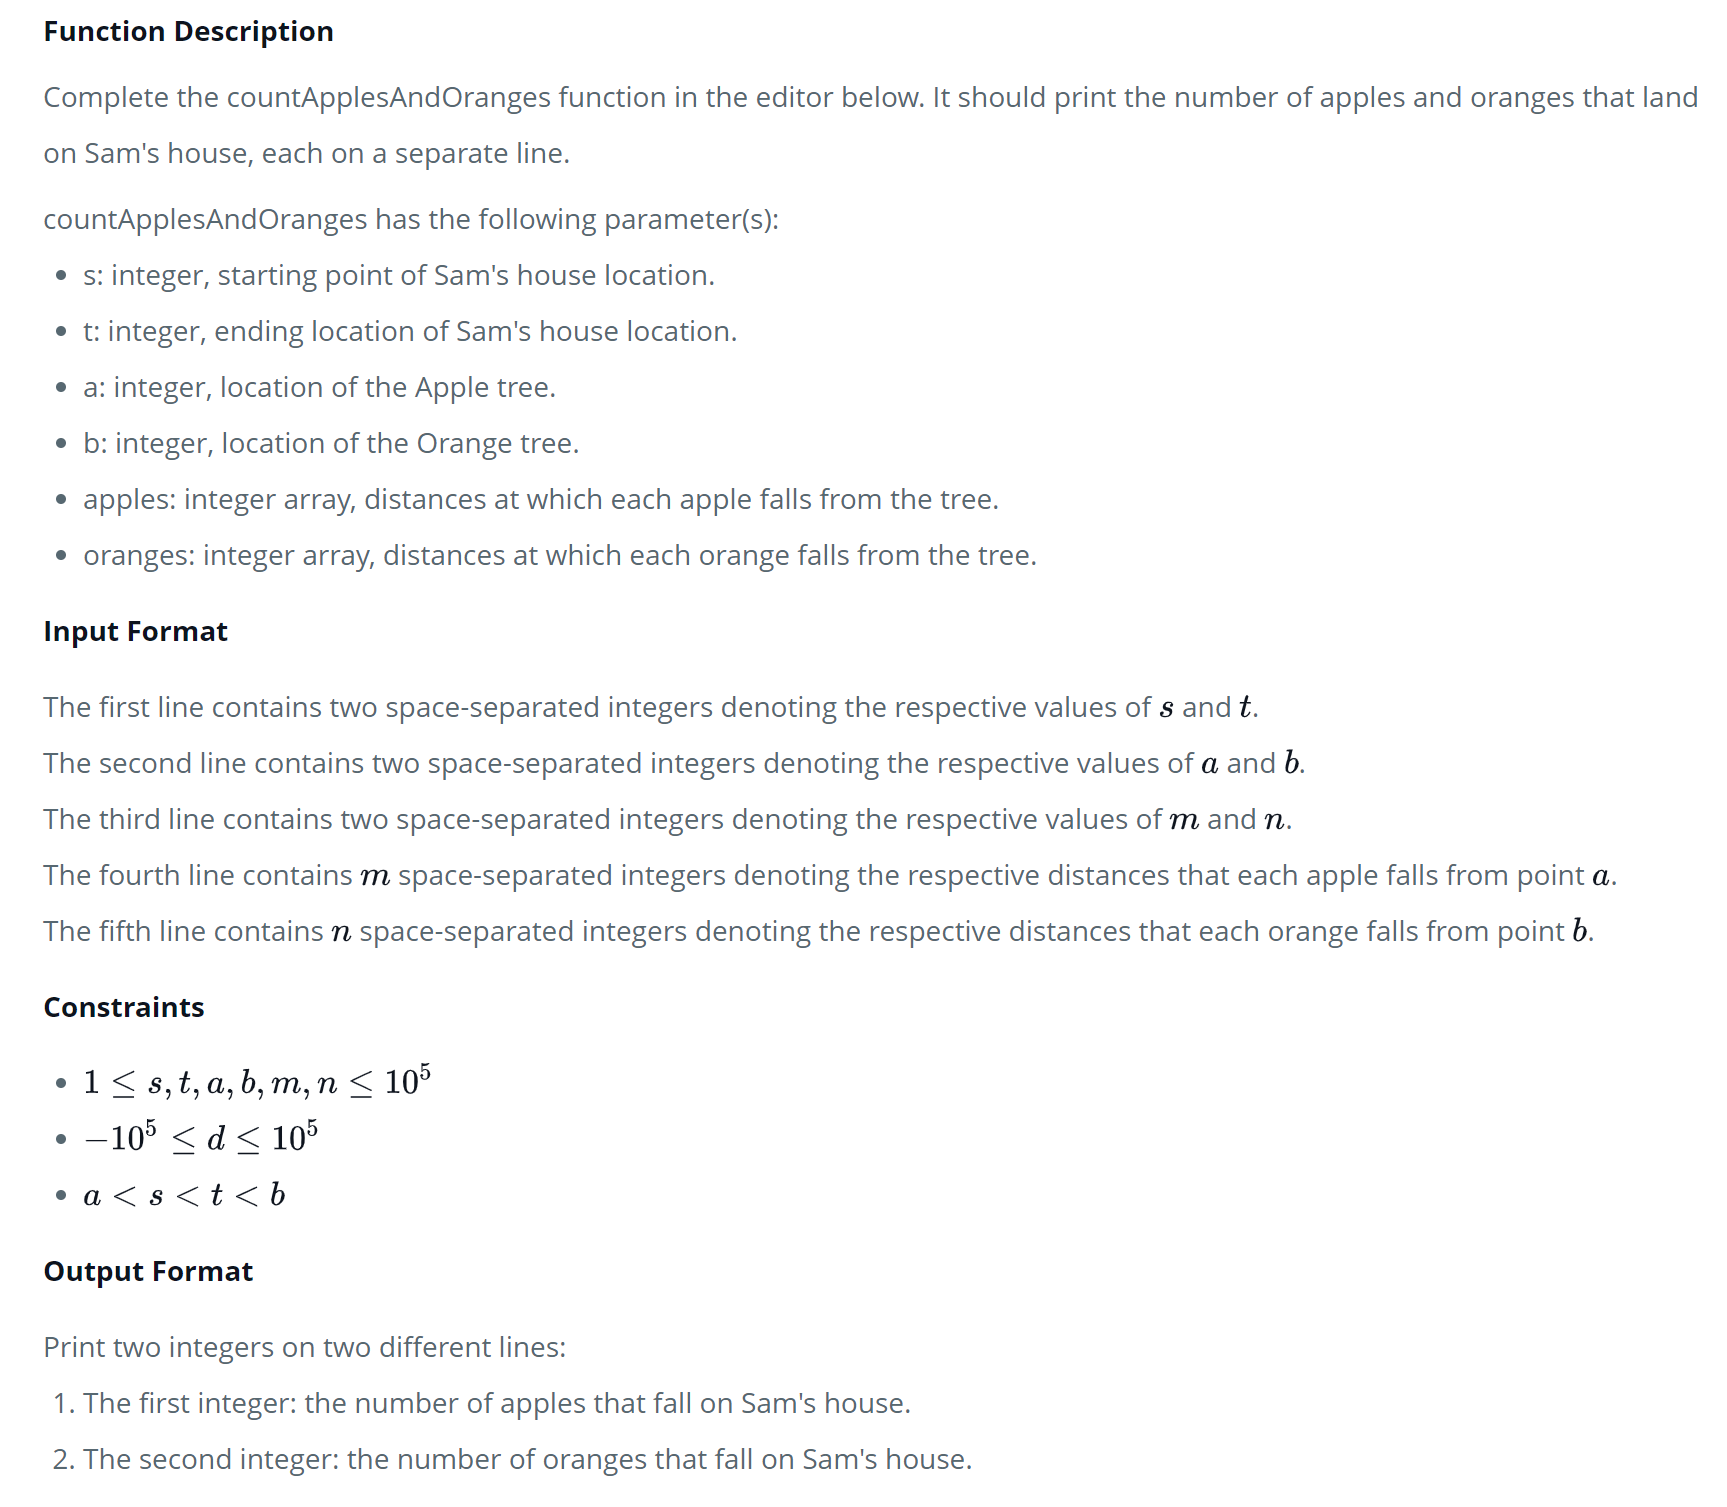 Function Description
Complete the countApplesAndOranges function in the editor below. It should print the number of apples and oranges that land
on Sam's house, each on a separate line.
countApplesAndOranges has the following parameter(s):
• s: integer, starting point of Sam's house location.
• t: integer, ending location of Sam's house location.
• a: integer, location of the Apple tree.
• b: integer, location of the Orange tree.
• apples: integer array, distances at which each apple falls from the tree.
• oranges: integer array, distances at which each orange falls from the tree.
Input Format
The first line contains two space-separated integers denoting the respective values of s and t.
The second line contains two space-separated integers denoting the respective values of a and b.
The third line contains two space-separated integers denoting the respective values of m and n.
The fourth line contains m space-separated integers denoting the respective distances that each apple falls from point a.
The fifth line contains n space-separated integers denoting the respective distances that each orange falls from point b.
Constraints
• 1 ≤ s, t, a, b, m, n ≤ 10⁵
• −10⁵ ≤ d ≤ 10⁵
• a < s < t < b
Output Format
Print two integers on two different lines:
1. The first integer: the number of apples that fall on Sam's house.
2. The second integer: the number of oranges that fall on Sam's house.